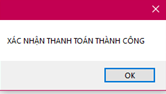 XÁC NHẬN THANH TOÁN THÀNH CÔNG
OK